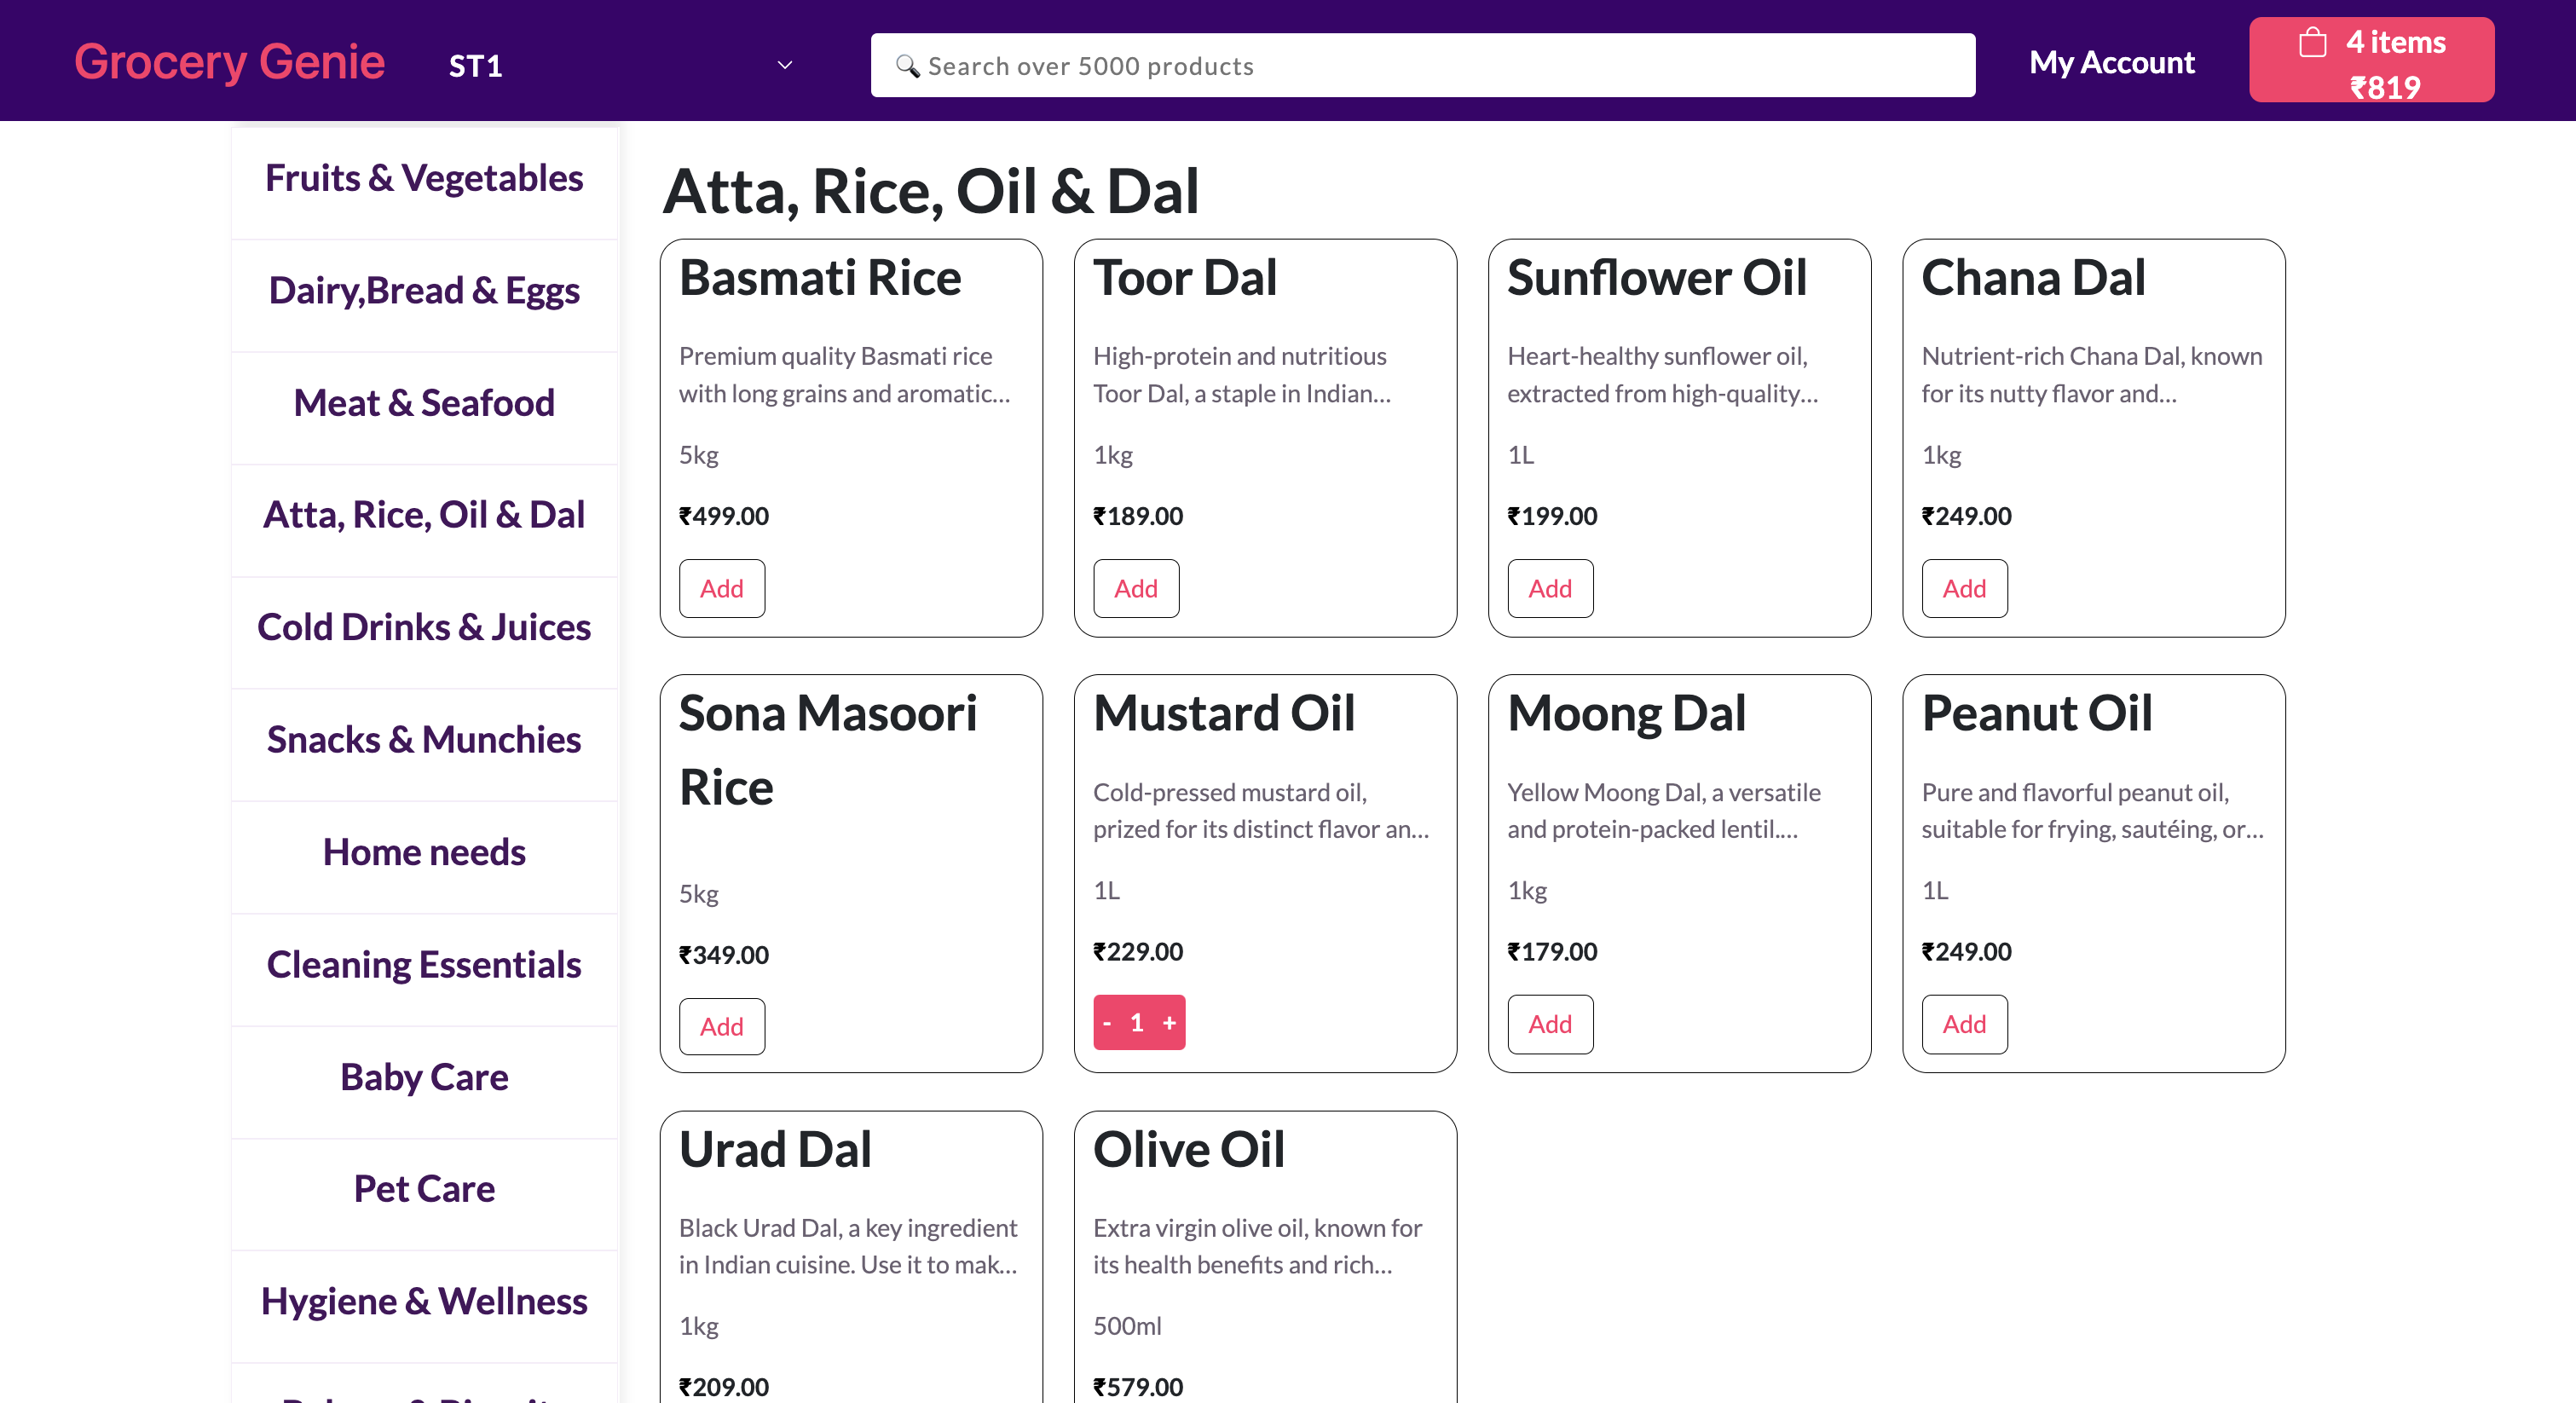 Grocery Genie
ST1
Search over 5000 products
My Account
4 items
₹819
Fruits & Vegetables
Dairy,Bread & Eggs
Meat & Seafood
Atta, Rice, Oil & Dal
Cold Drinks & Juices
Snacks & Munchies
Home needs
Cleaning Essentials
Baby Care
Pet Care
Hygiene & Wellness
Atta, Rice, Oil & Dal
Basmati Rice
Premium quality Basmati rice
with long grains and aromatic...
5kg
₹499.00
Add
Toor Dal
High-protein and nutritious
Toor Dal, a staple in Indian...
1kg
₹189.00
Add
Sunflower Oil
Heart-healthy sunflower oil,
extracted from high-quality...
1L
₹199.00
Add
Chana Dal
Nutrient-rich Chana Dal, known
for its nutty flavor and...
1kg
₹249.00
Add
Sona Masoori
Rice
5kg
₹349.00
Add
Mustard Oil
Cold-pressed mustard oil,
prized for its distinct flavor an...
1L
₹229.00
- 1 +
Moong Dal
Yellow Moong Dal, a versatile
and protein-packed lentil....
1kg
₹179.00
Add
Peanut Oil
Pure and flavorful peanut oil,
suitable for frying, sautéing, or...
1L
₹249.00
Add
Urad Dal
Black Urad Dal, a key ingredient
in Indian cuisine. Use it to mak...
1kg
₹209.00
Olive Oil
Extra virgin olive oil, known for
its health benefits and rich...
500ml
₹579.00